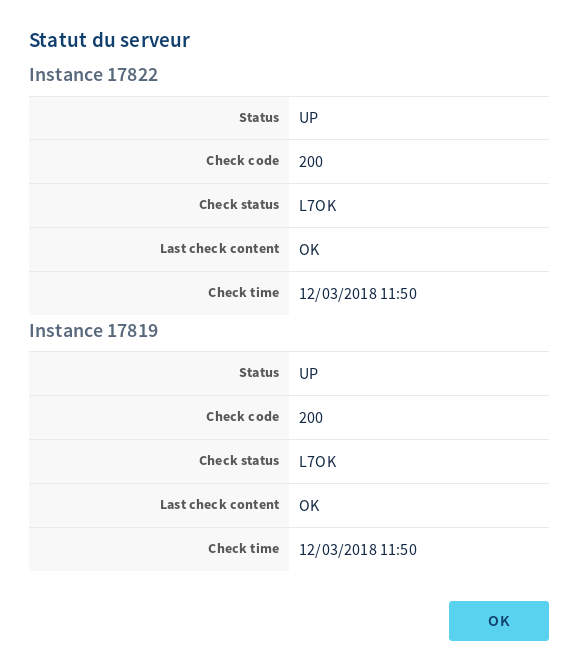 Statut du serveur
Instance 17822
Status UP
Check code 200
Check status L7OK
Last check content OK
Check time 12/03/2018 11:50
Instance 17819
Status UP
Check code 200
Check status L7OK
Last check content OK
Check time 12/03/2018 11:50
OK